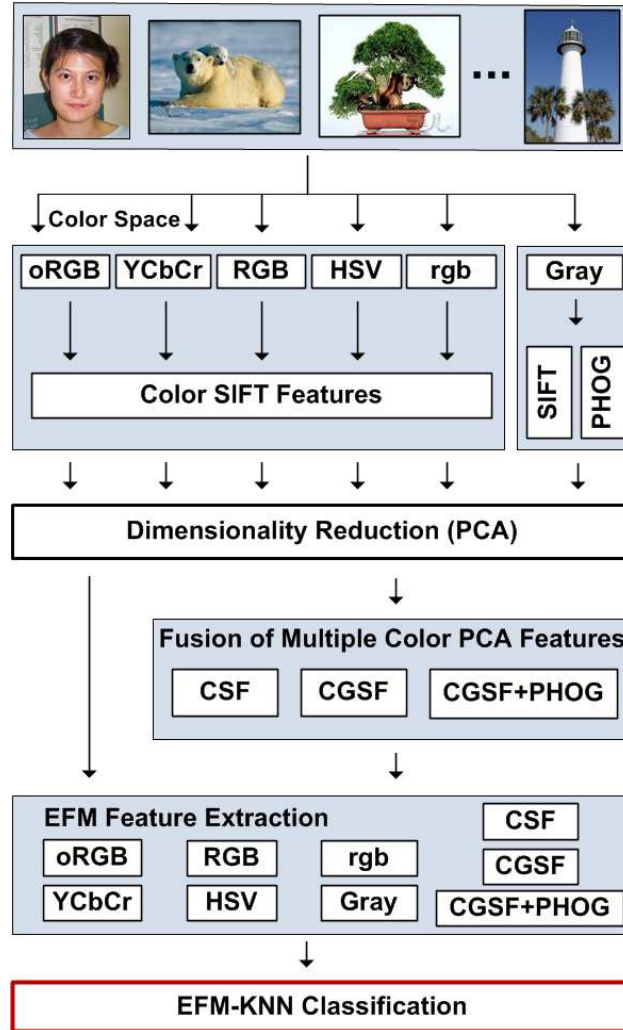 ...
Color Space
oRGB YCbCr RGB HSV rgb Gray
Color SIFT Features
SIFT
PHOG
Dimensionality Reduction (PCA)
Fusion of Multiple Color PCA Features
CSF CGSF CGSF+PHOG
EFM Feature Extraction
oRGB RGB rgb CSF
CGSF
YCbCr HSV Gray CGSF+PHOG
EFM-KNN Classification